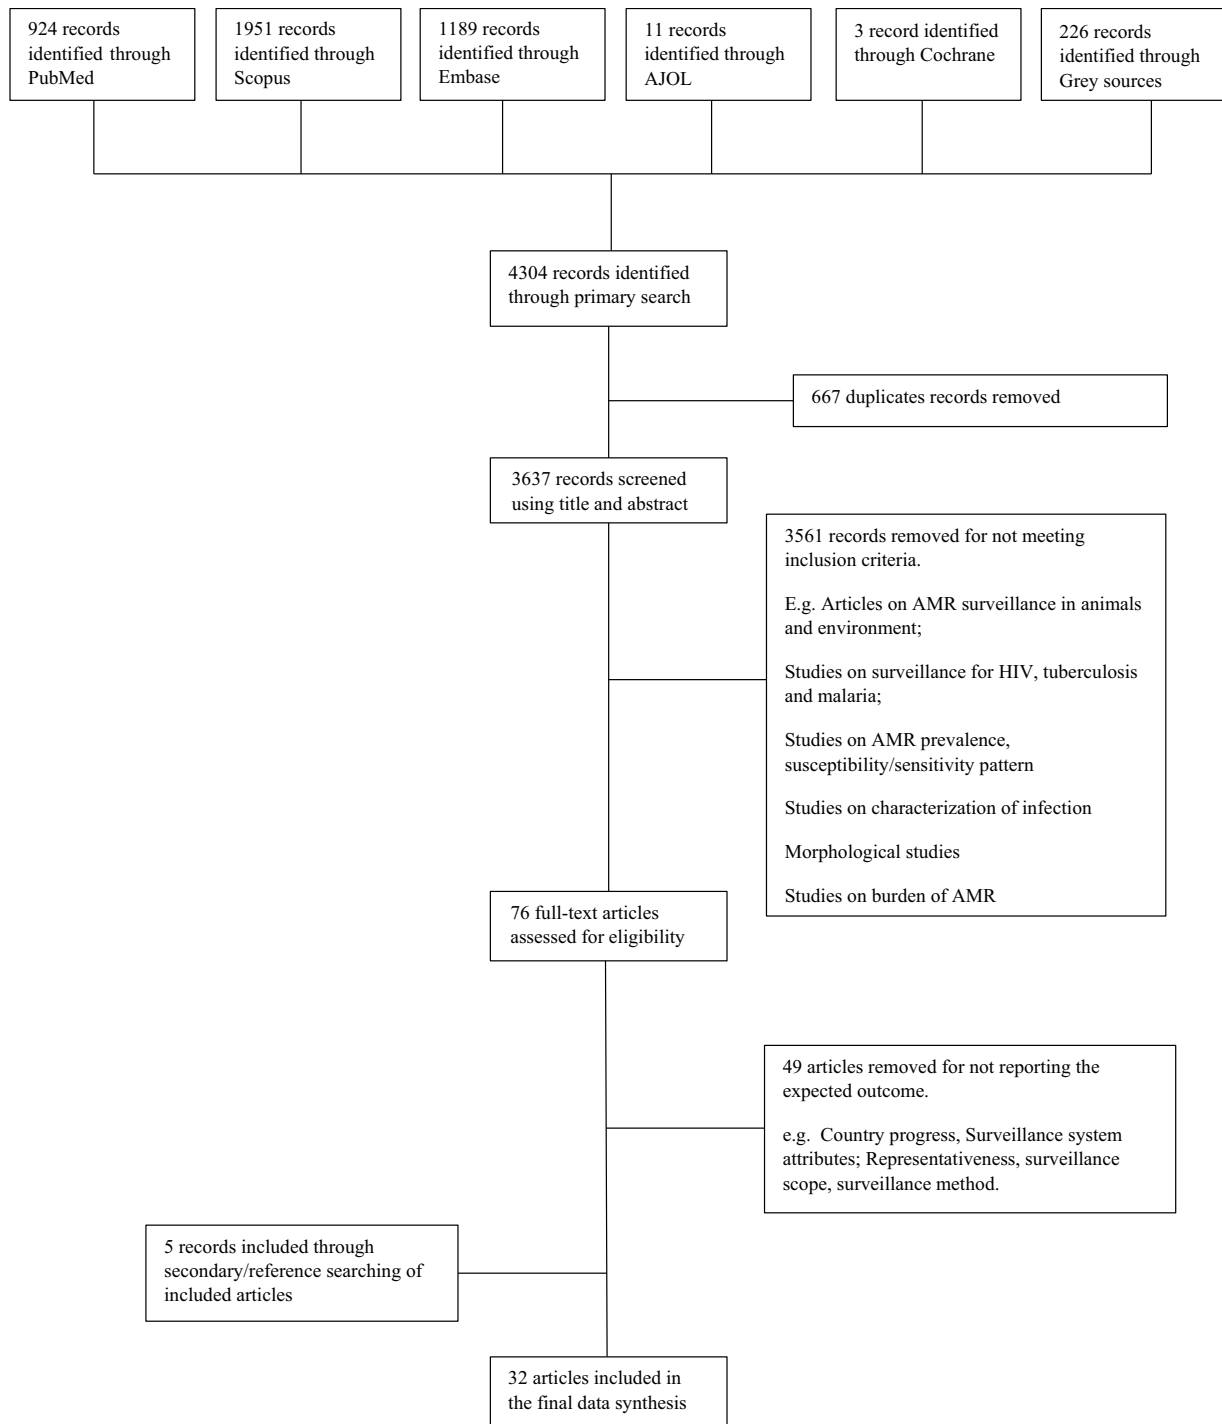 924 records
identified through
PubMed
1951 records
identified through
Scopus
1189 records
identified through
Embase
11 records
identified through
AJOL
3 record identified
through Cochrane
226 records
identified through
Grey sources
4304 records identified
through primary search
667 duplicates records removed
3637 records screened
using title and abstract
3561 records removed for not meeting
inclusion criteria.
E.g. Articles on AMR surveillance in animals
and environment;
Studies on surveillance for HIV, tuberculosis
and malaria;
Studies on AMR prevalence,
susceptibility/sensitivity pattern
Studies on characterization of infection
Morphological studies
Studies on burden of AMR
76 full-text articles
assessed for eligibility
49 articles removed for not reporting the
expected outcome.
e.g. Country progress, Surveillance system
attributes; Representativeness, surveillance
scope, surveillance method.
5 records included through
secondary/reference searching of
included articles
32 articles included in
the final data synthesis